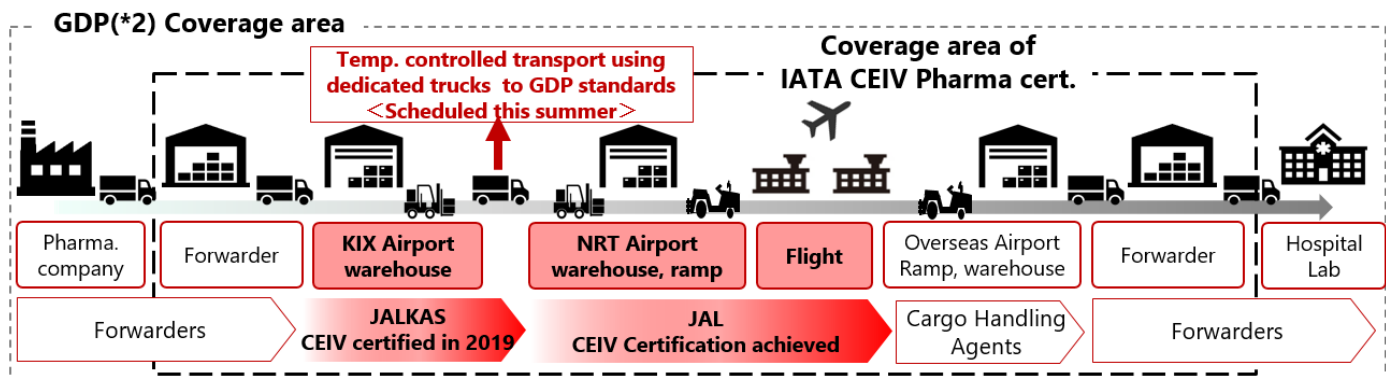 GDP(*2) Coverage area
Coverage area of
IATA CEIV Pharma cert.
Temp. controlled transport using
dedicated trucks to GDP standards
＜Scheduled this summer＞
Pharma.
company
Forwarder
KIX Airport
warehouse
NRT Airport
warehouse, ramp
Flight
Overseas Airport
Ramp, warehouse
Forwarder
Hospital
Lab
Forwarders
JALKAS
CEIV certified in 2019
JAL
CEIV Certification achieved
Cargo Handling
Agents
Forwarders